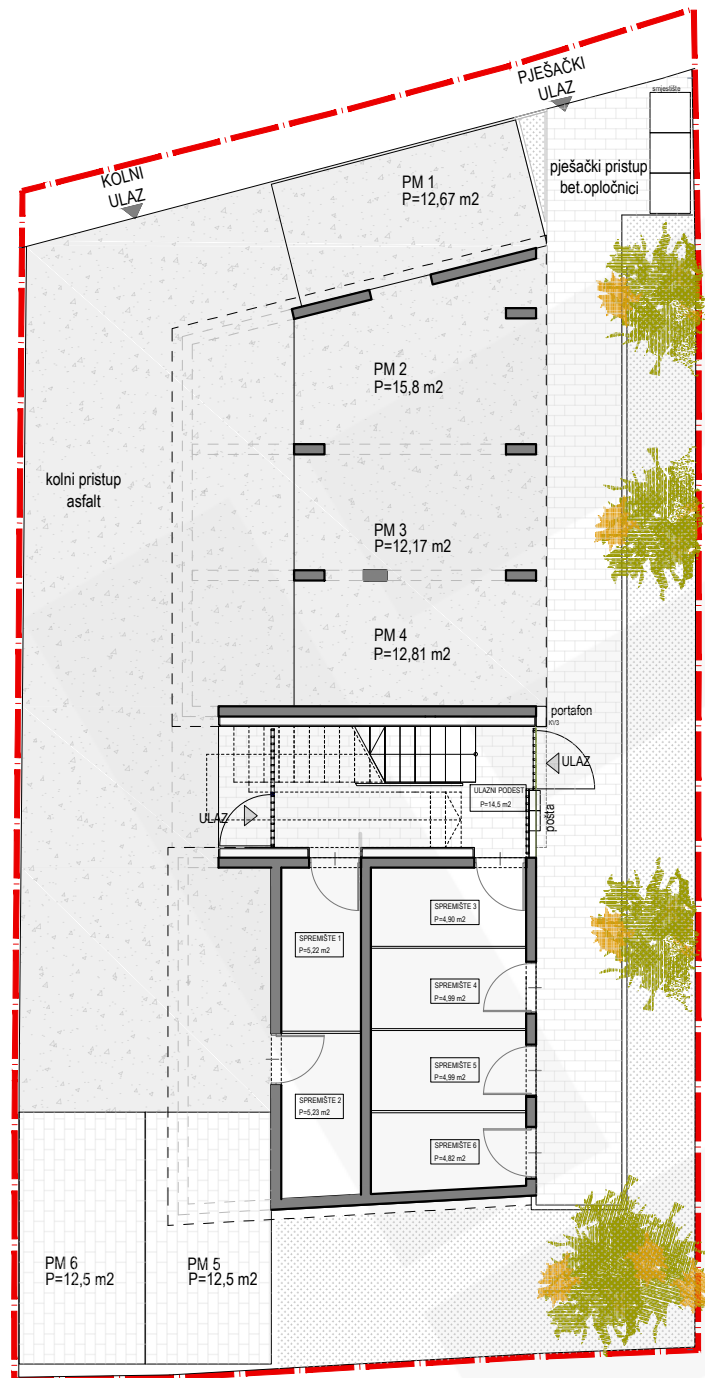 PJEŠAČKI
ULAZ
smjestište
KOLNI
ULAZ
pješački pristup
bet.opločnici
PM 1
P=12,67 m2
PM 2
P=15,8 m2
kolni pristup
asfalt
PM 3
P=12,17 m2
PM 4
P=12,81 m2
portafon
KV3
ULAZ
ULAZNI PODEST
P=14,5 m2
pošta
ULAZ
SPREMIŠTE 3
P=4,90 m2
SPREMIŠTE 1
P=5,22 m2
SPREMIŠTE 4
P=4,99 m2
SPREMIŠTE 5
P=4,99 m2
SPREMIŠTE 2
P=5,23 m2
SPREMIŠTE 6
P=4,82 m2
PM 6
P=12,5 m2
PM 5
P=12,5 m2